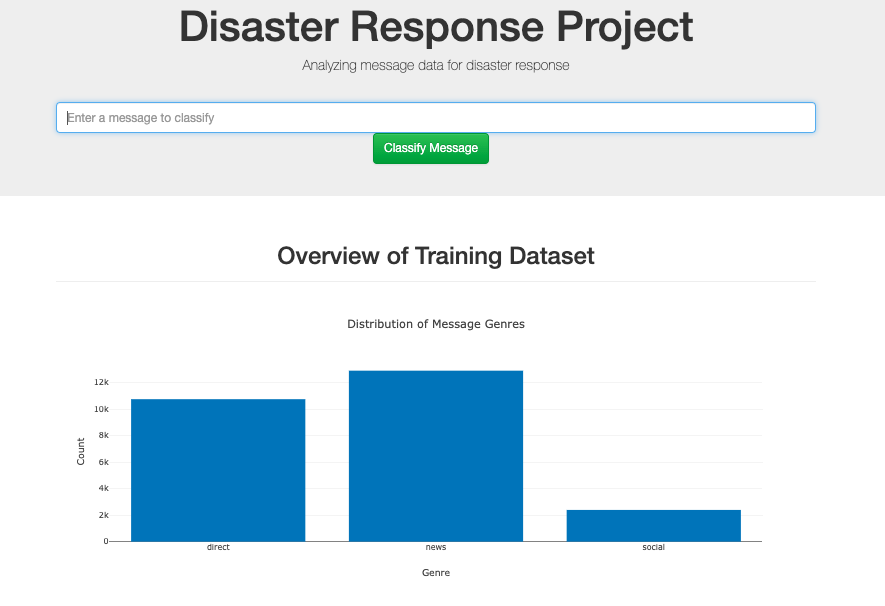 Disaster Response Project
Analyzing message data for disaster response
Enter a message to classify
Classify Message
Overview of Training Dataset
Distribution of Message Genres
12k
10k
8k
6k
4k
2k
0
Count
direct news social
Genre